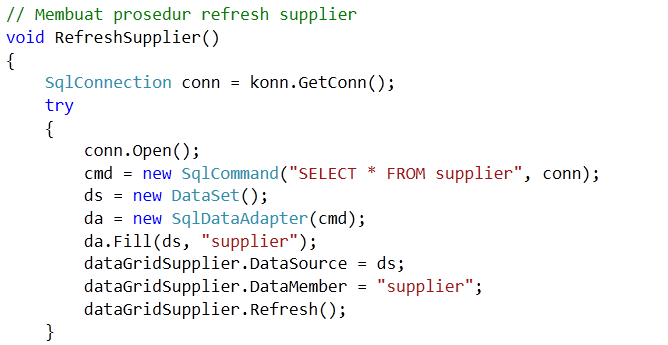 // Membuat prosedur refresh supplier
void RefreshSupplier()
{
    SqlConnection conn = konn.GetConn();
    try
    {
        conn.Open();
        cmd = new SqlCommand("SELECT * FROM supplier", conn);
        ds = new DataSet();
        da = new SqlDataAdapter(cmd);
        da.Fill(ds, "supplier");
        dataGridSupplier.DataSource = ds;
        dataGridSupplier.DataMember = "supplier";
        dataGridSupplier.Refresh();
    }